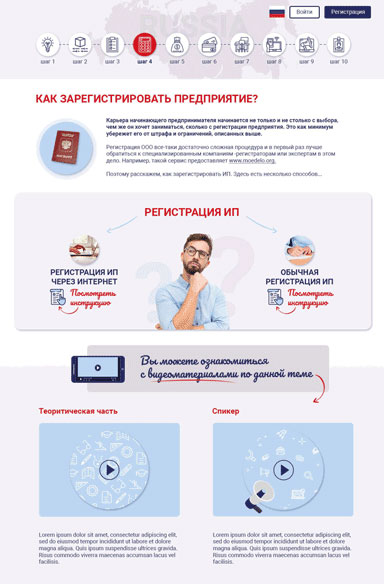 RUSSIA
Войти
Регистрация
шаг 1
шаг 2
шаг 3
шаг 4
шаг 5
шаг 6
шаг 7
шаг 8
шаг 9
шаг 10
КАК ЗАРЕГИСТРИРОВАТЬ ПРЕДПРИЯТИЕ?
Карьера начинающего предпринимателя начинается не только и не столько с выбора,
чем же он хочет заниматься, сколько с регистрации предприятие. Это как минимум
убережет его от штрафа и ограничений, описанных выше.
Регистрация ООО все-таки достаточно сложная процедура и в первый раз лучше
обратиться к специализированным компаниям -регистраторам или экспертам в этом
дело. Например, такой сервис предоставляет www.moedelo.org.
Поэтому расскажем, как зарегистрировать ИП. Здесь есть несколько способов...
РЕГИСТРАЦИЯ ИП
РЕГИСТРАЦИЯ ИП
ЧЕРЕЗ ИНТЕРНЕТ
Посмотреть
инструкцию
ОБЫЧНАЯ
РЕГИСТРАЦИЯ ИП
Посмотреть
инструкцию
Вы можете ознакомиться
с видеоматериалами по данной теме
Теоритическая часть
Спикер
Lorem ipsum dolor sit amet, consectetur adipiscing elit,
sed do eiusmod tempor incididunt ut labore et dolore
magna aliqua. Quis ipsum suspendisse ultrices gravida.
Risus commodo viverra maecenas accumsan lacus vel
facilisis.
Lorem ipsum dolor sit amet, consectetur adipiscing elit,
sed do eiusmod tempor incididunt ut labore et dolore
magna aliqua. Quis ipsum suspendisse ultrices gravida.
Risus commodo viverra maecenas accumsan lacus vel
facilisis.